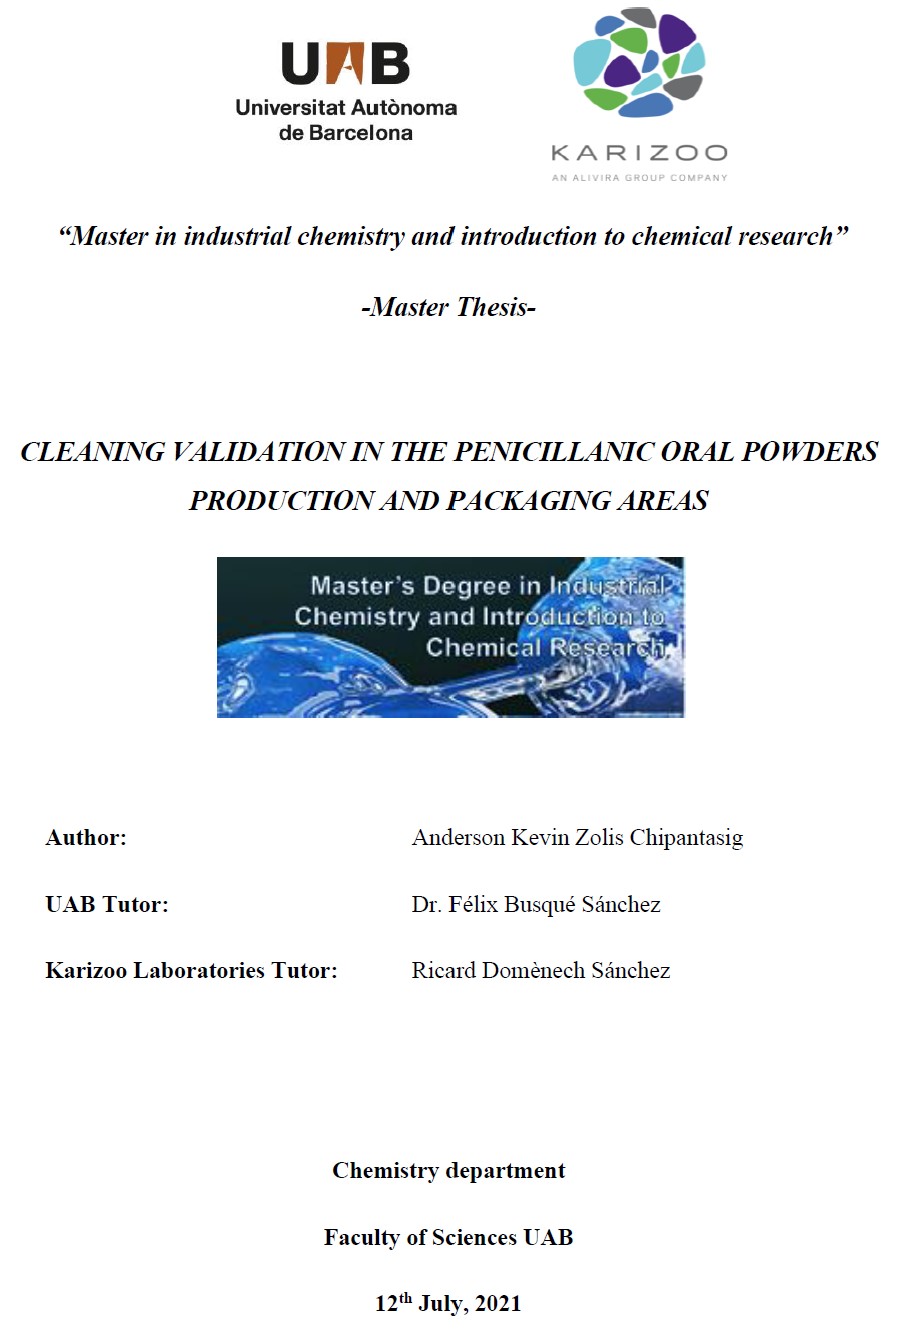 UAB
Universitat Autònoma
de Barcelona
KARIZOO
AN ALIVIRA GROUP COMPANY
“Master in industrial chemistry and introduction to chemical research”
-Master Thesis-
CLEANING VALIDATION IN THE PENICILLANIC ORAL POWDERS
PRODUCTION AND PACKAGING AREAS
Master's Degree in Industrial
Chemistry and Introduction to
Chemical Research
Author: Anderson Kevin Zolis Chipantasig
UAB Tutor: Dr. Félix Busqué Sánchez
Karizoo Laboratories Tutor: Ricard Domènech Sánchez
Chemistry department
Faculty of Sciences UAB
12th July, 2021